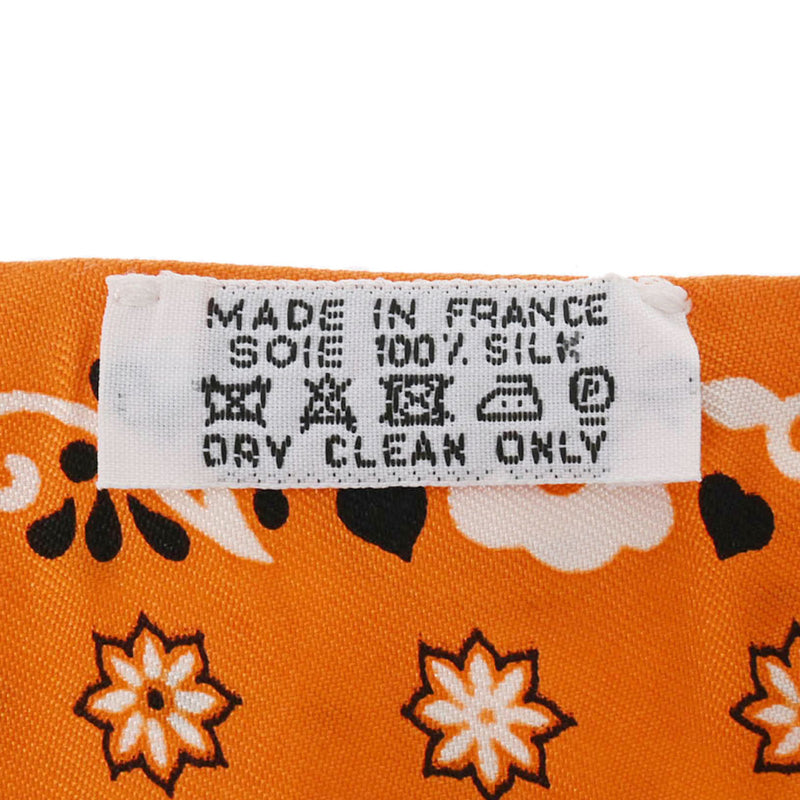 MADE IN FRANCE
SOIE 100% SILK
P
DRY CLEAN ONLY